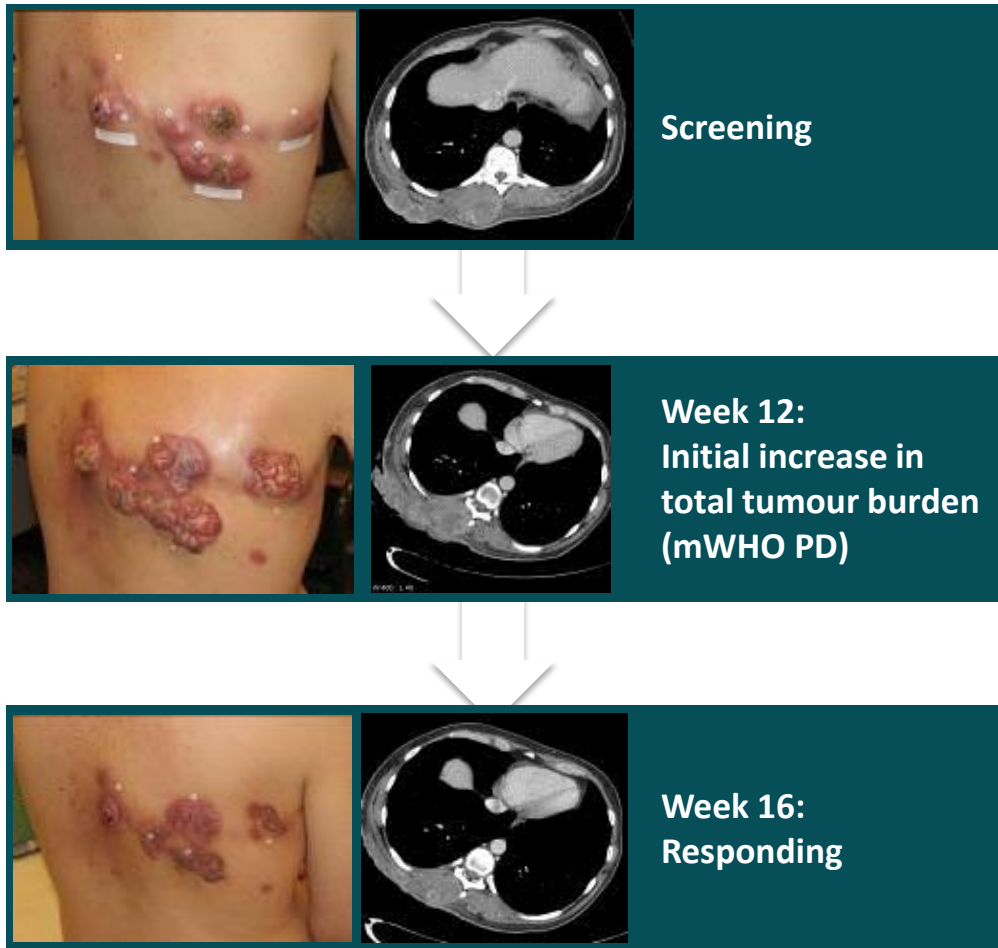 Screening
Week 12:
Initial increase in
total tumour burden
(mWHO PD)
Week 16:
Responding